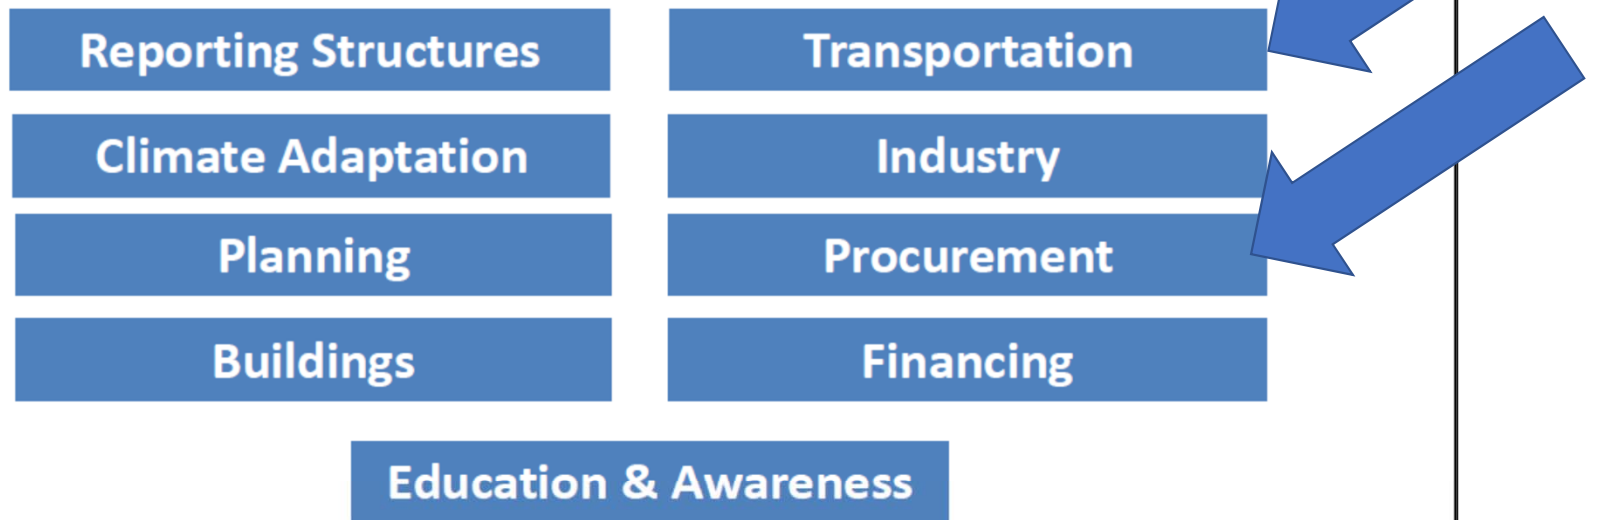 Reporting Structures
Transportation
Climate Adaptation
Industry
Planning
Procurement
Buildings
Financing
Education & Awareness